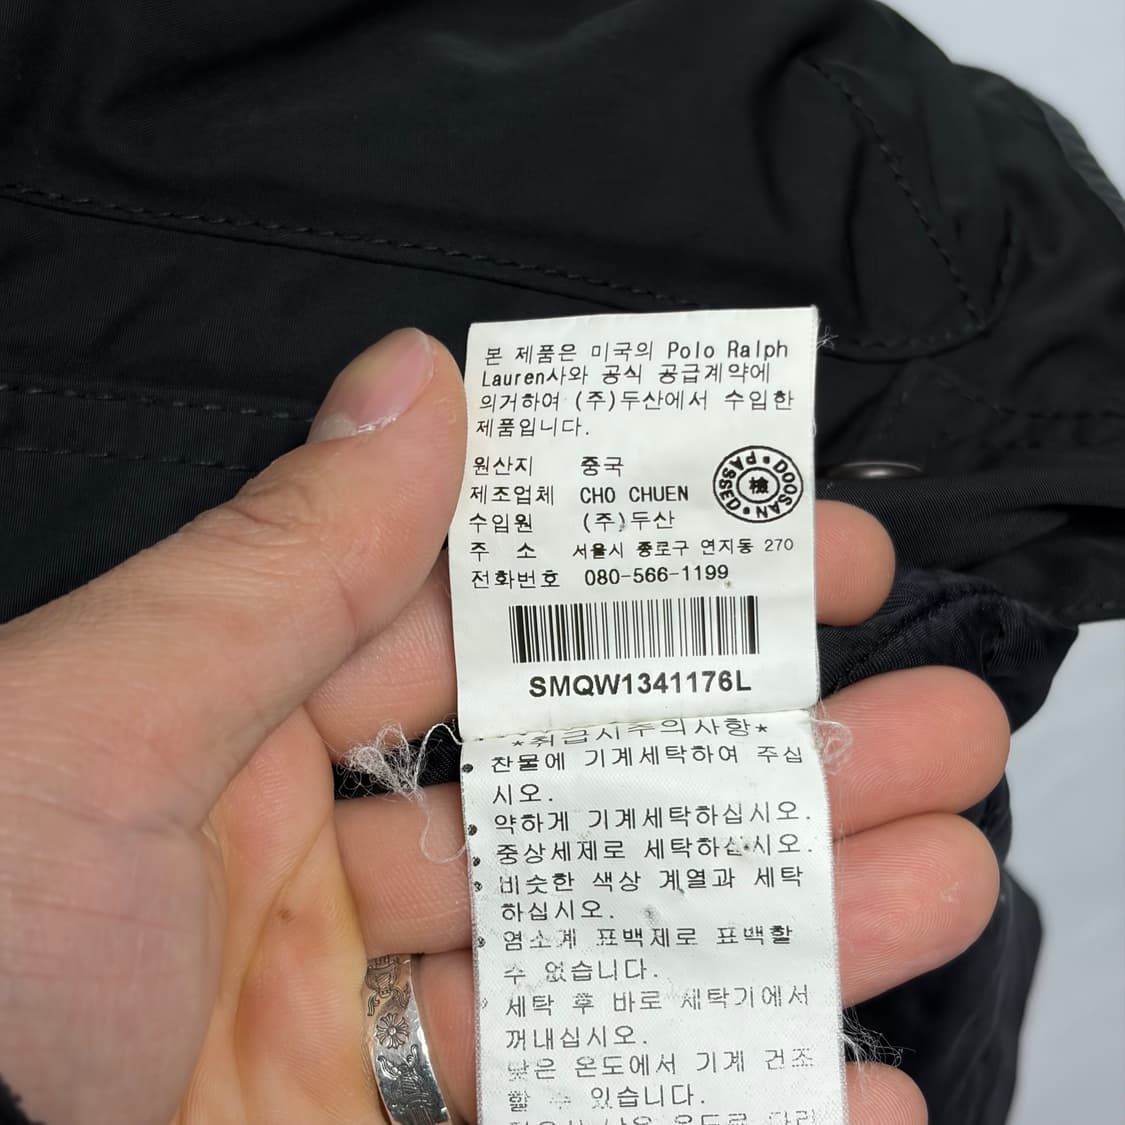 본 제품은 미국의 Polo Ralph
Lauren사와 공식 공급계약에
의거하여 (주)두산에서 수입한
제품입니다.
원산지 중국
제조업체 CHO CHUEN
수입원 (주)두산
주 소 서울시 종로구 연지동 270
전화번호 080-566-1199
DOOSAN • PASSED •
檢
SMQW1341176L
*취급시주의사항*
• 찬물에 기계세탁하여 주십
시오.
• 약하게 기계세탁하십시오.
• 중상세제로 세탁하십시오.
• 비슷한 색상 계열과 세탁
하십시오.
• 염소계 표백제로 표백할
수 없습니다.
세탁 후 바로 세탁기에서
꺼내십시오.
낮은 온도에서 기계 건조
할 수 있습니다.